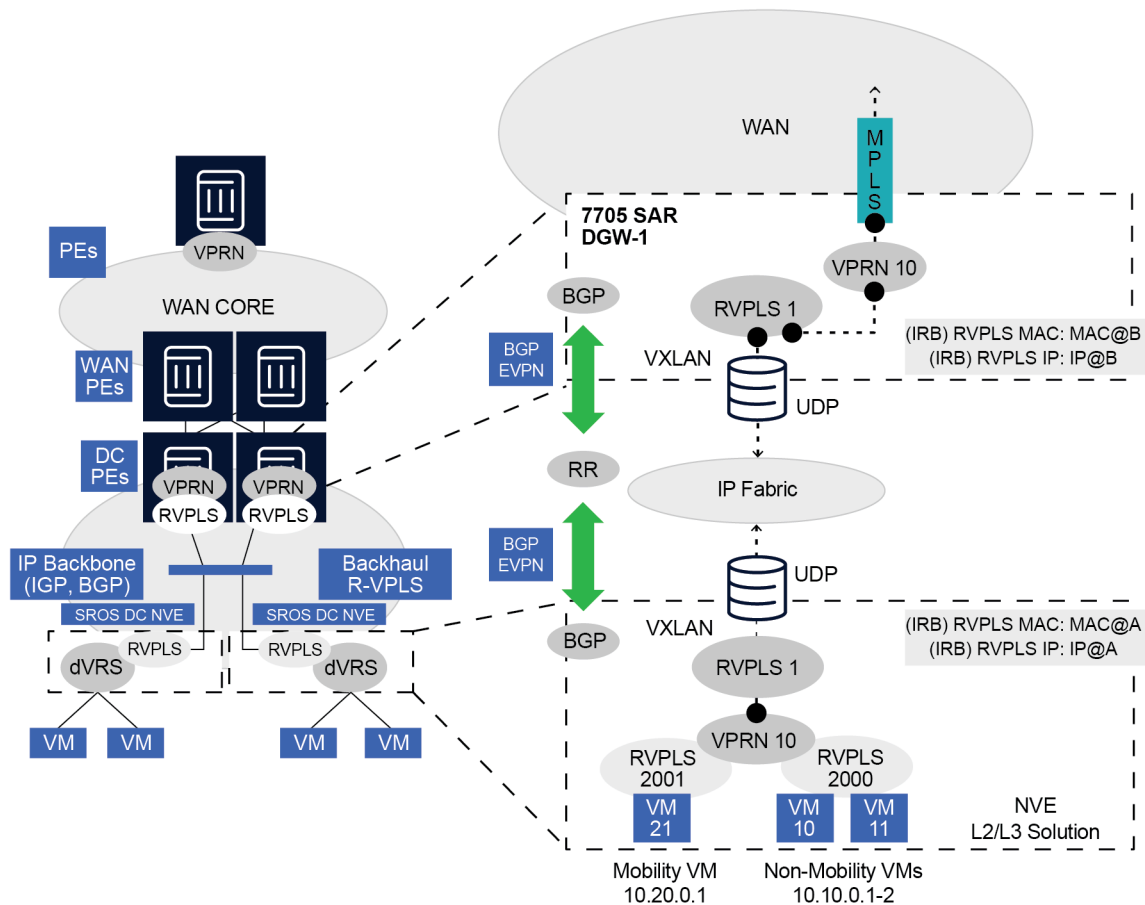 VPRN
PEs
WAN CORE
WAN
PEs
DC
PEs
VPRN
VPRN
RVPLS
RVPLS
IP Backbone
(IGP, BGP)
Backhaul
R-VPLS
SROS DC NVE
SROS DC NVE
RVPLS
RVPLS
dVRS
dVRS
VM
VM
VM
VM
WAN
MPLS
7705 SAR
DGW-1
VPRN 10
BGP
RVPLS 1
(IRB) RVPLS MAC: MAC@B
(IRB) RVPLS IP: IP@B
BGP
EVPN
VXLAN
UDP
RR
IP Fabric
BGP
EVPN
UDP
BGP
VXLAN
(IRB) RVPLS MAC: MAC@A
(IRB) RVPLS IP: IP@A
RVPLS 1
VPRN 10
RVPLS
2001
RVPLS
2000
VM
21
VM
10
VM
11
NVE
L2/L3 Solution
Mobility VM
10.20.0.1
Non-Mobility VMs
10.10.0.1-2